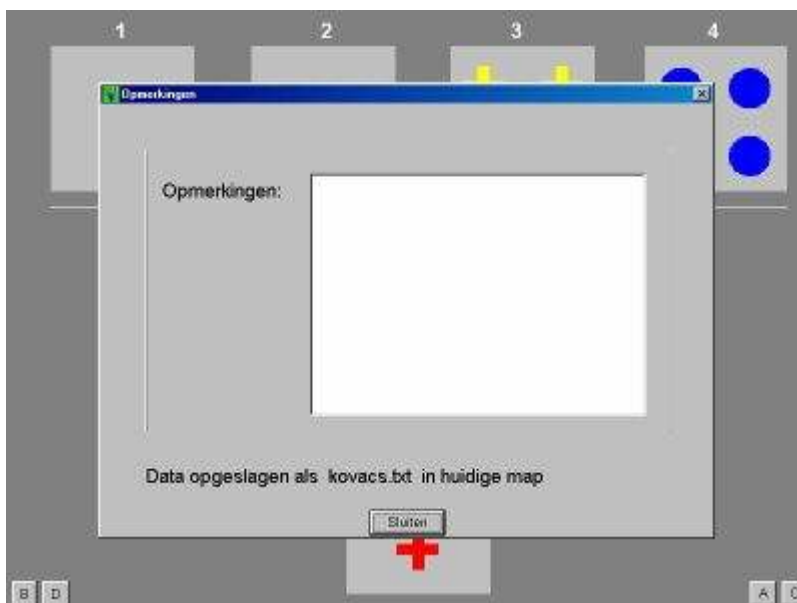 1 2 3 4
Opmerkingen
Opmerkingen:
Data opgeslagen als kovacs.txt in huidige map
Sluiten
B D A C